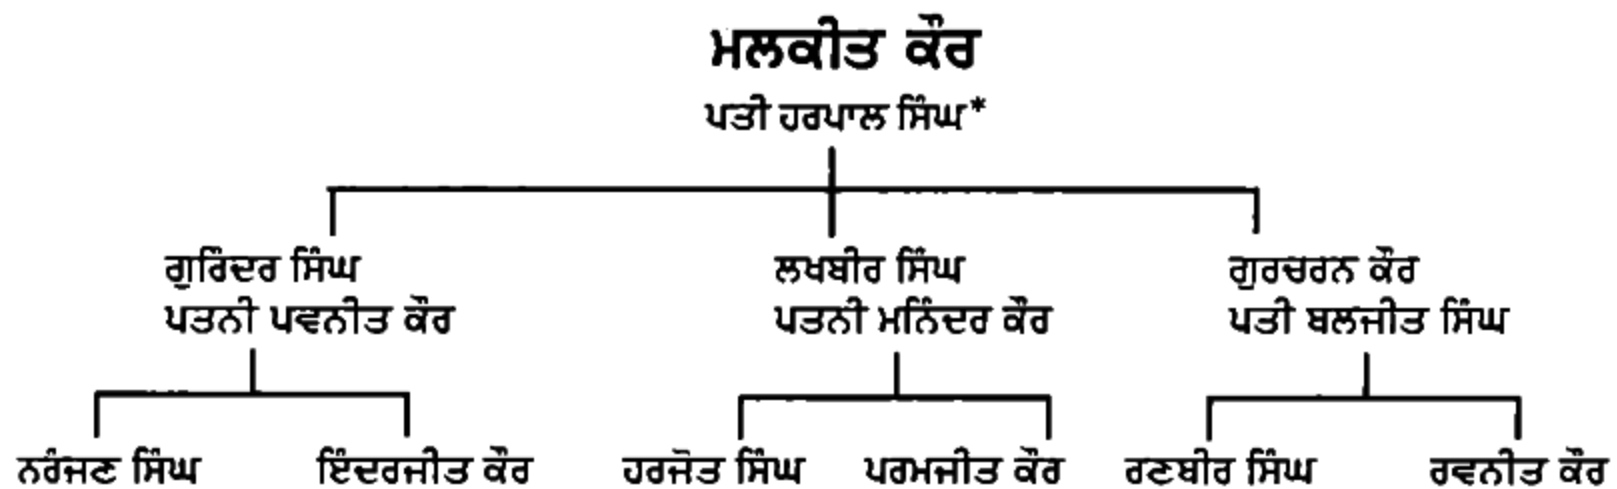 ਮਲਕੀਤ ਕੌਰ
ਪਤੀ ਹਰਪਾਲ ਸਿੰਘ*
ਗੁਰਿੰਦਰ ਸਿੰਘ
ਪਤਨੀ ਪਵਨੀਤ ਕੌਰ
ਲਖਬੀਰ ਸਿੰਘ
ਪਤਨੀ ਮਨਿੰਦਰ ਕੌਰ
ਗੁਰਚਰਨ ਕੌਰ
ਪਤੀ ਬਲਜੀਤ ਸਿੰਘ
ਨਰੰਜਣ ਸਿੰਘ
ਇੰਦਰਜੀਤ ਕੌਰ
ਹਰਜੋਤ ਸਿੰਘ
ਪਰਮਜੀਤ ਕੌਰ
ਰਣਬੀਰ ਸਿੰਘ
ਰਵਨੀਤ ਕੌਰ